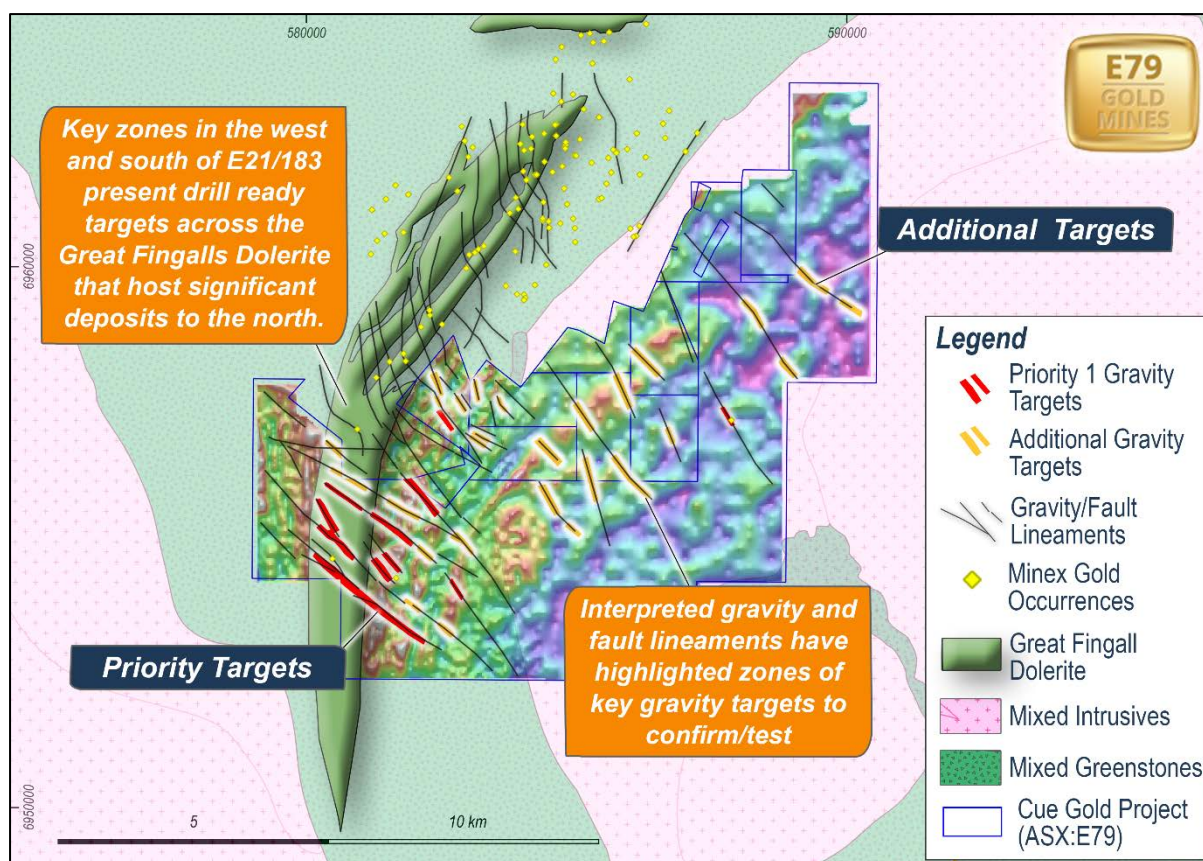 580000
590000
6960000
6950000
E79
GOLD
MINES
Key zones in the west
and south of E21/183
present drill ready
targets across the
Great Fingalls Dolerite
that host significant
deposits to the north.
Additional Targets
Priority Targets
Interpreted gravity and
fault lineaments have
highlighted zones of
key gravity targets to
confirm/test
5
10 km
Legend
Priority 1 Gravity
Targets
Additional Gravity
Targets
Gravity/Fault
Lineaments
Minex Gold
Occurrences
Great Fingall
Dolerite
Mixed Intrusives
Mixed Greenstones
Cue Gold Project
(ASX:E79)